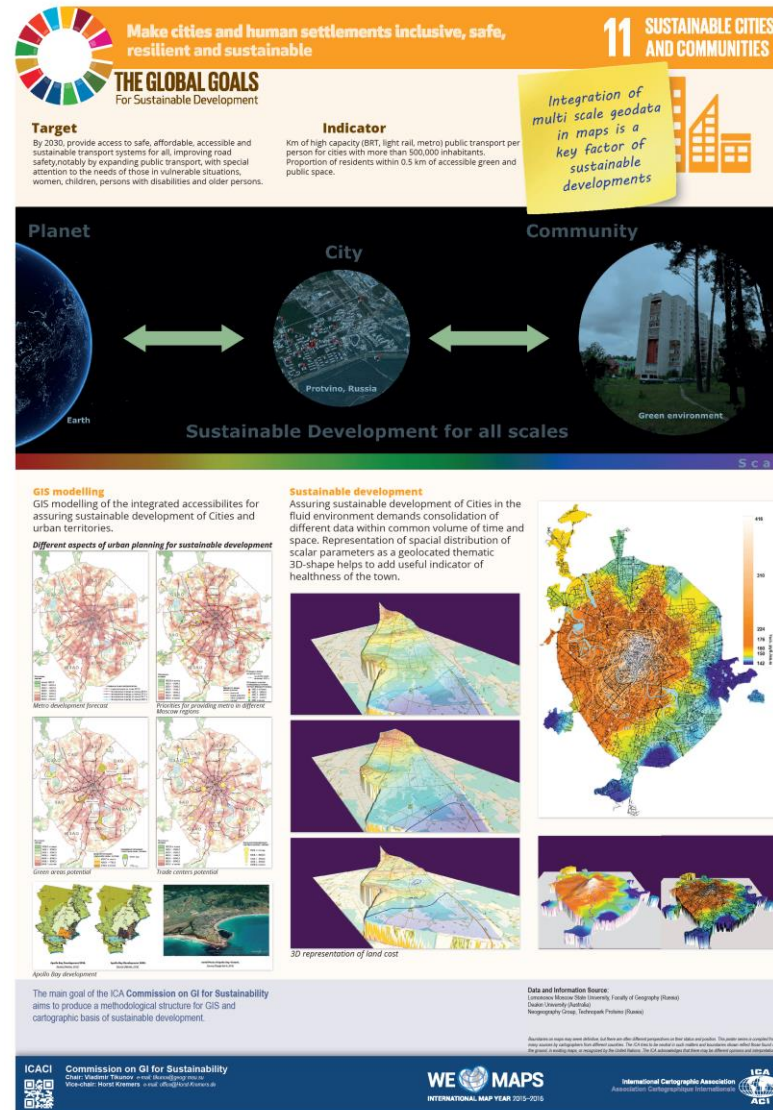 Make cities and human settlements inclusive, safe,
resilient and sustainable
11 SUSTAINABLE CITIES
AND COMMUNITIES
THE GLOBAL GOALS
For Sustainable Development
Integration of
multi scale geodata
in maps is a
key factor of
sustainable
developments
Target
By 2030, provide access to safe, affordable, accessible and
sustainable transport systems for all, improving road
safety,notably by expanding public transport, with special
attention to the needs of those in vulnerable situations,
women, children, persons with disabilities and older persons.
Indicator
Km of high capacity (BRT, light rail, metro) public transport per
person for cities with more than 500,000 inhabitants.
Proportion of residents within 0.5 km of accessible green and
public space.
Planet
City
Community
Earth
Protvino, Russia
Green environment
Sustainable Development for all scales
Sca
GIS modelling
GIS modelling of the integrated accessibilites for
assuring sustainable development of Cities and
urban territories.
Different aspects of urban planning for sustainable development
Metro development forecast
Priorities for providing metro in different
Moscow regions
Green areas potential
Trade centers potential
Apollo Bay development
Sustainable development
Assuring sustainable development of Cities in the
fluid environment demands consolidation of
different data within common volume of time and
space. Representation of spacial distribution of
scalar parameters as a geolocated thematic
3D-shape helps to add useful indicator of
healthness of the town.
3D representation of land cost
The main goal of the ICA Commission on GI for Sustainability
aims to produce a methodological structure for GIS and
cartographic basis of sustainable development.
Data and Information Source:
Lomonosov Moscow State University, Faculty of Geography (Russia)
Deakin University (Australia)
Neogeography Group, Technopark Protvino (Russia)
ICACI
Commission on GI for Sustainability
Chair: Vladimir Tikunov
Vice-chair: Horst Kremers
WE MAPS
INTERNATIONAL MAP YEAR 2015–2016
International Cartographic Association
Association Cartographique Internationale
ICA
ACI